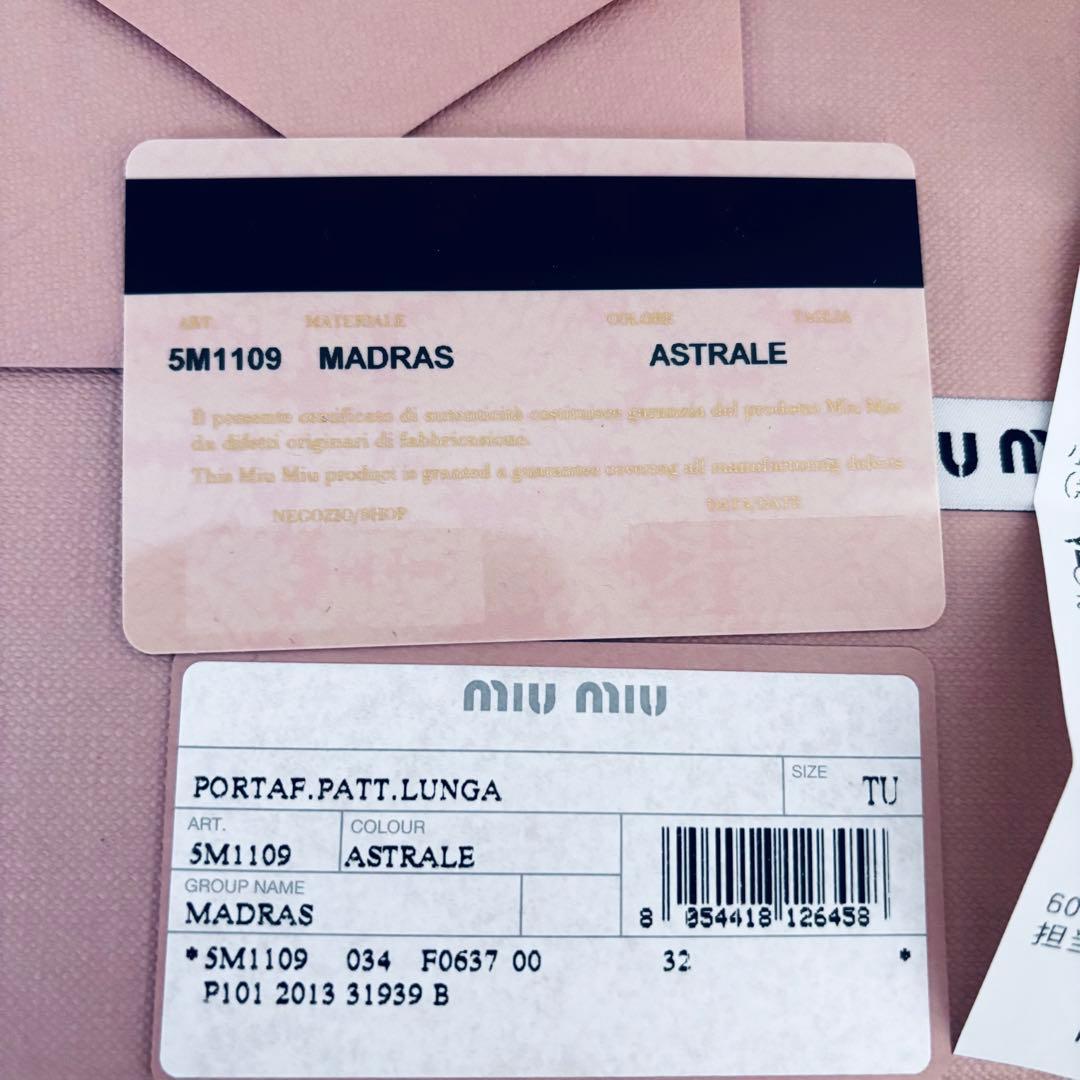 ART MATERIALE COLORE TAGLIA
5M1109 MADRAS ASTRALE
Il presente certificato di autenticità costituisce garanzia del prodotto Miu Miu
da difetti originari di fabbricazione.
This Miu Miu product is granted a guarantee covering all manufacturing defects
NEGOZIO/SHOP DATA/DATE
U M
miu miu
PORTAF.PATT.LUNGA SIZE TU
ART. COLOUR
5M1109 ASTRALE
GROUP NAME
MADRAS
8 054418 126458
*5M1109 034 F0637 00 32 *
P101 2013 31939 B
60
担当